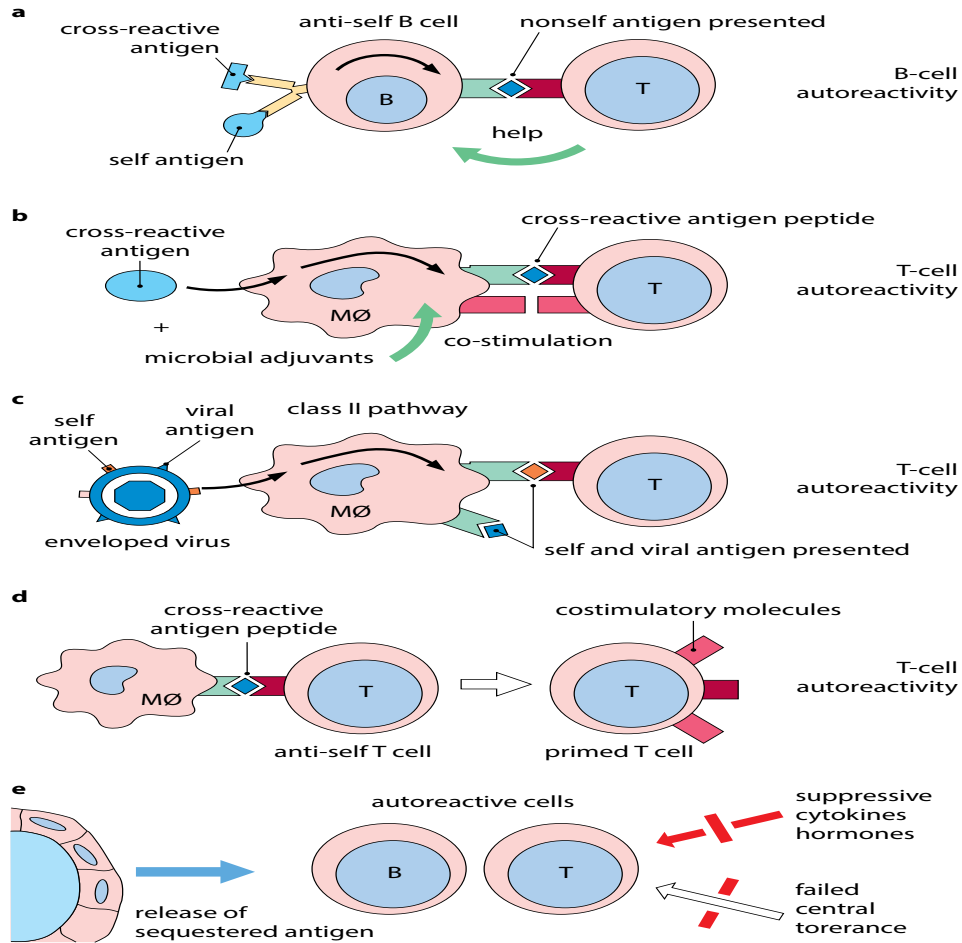 a
cross-reactive
antigen
anti-self B cell
nonself antigen presented
B
T
B-cell
autoreactivity
help
self antigen
b
cross-reactive
antigen
cross-reactive antigen peptide
T
T-cell
autoreactivity
MØ
+
microbial adjuvants
co-stimulation
c
self
antigen
viral
antigen
class II pathway
T
T-cell
autoreactivity
MØ
enveloped virus
self and viral antigen presented
d
cross-reactive
antigen peptide
costimulatory molecules
MØ
T
T
T-cell
autoreactivity
anti-self T cell
primed T cell
e
autoreactive cells
suppressive
cytokines
hormones
B
T
release of
sequestered antigen
failed
central
torerance